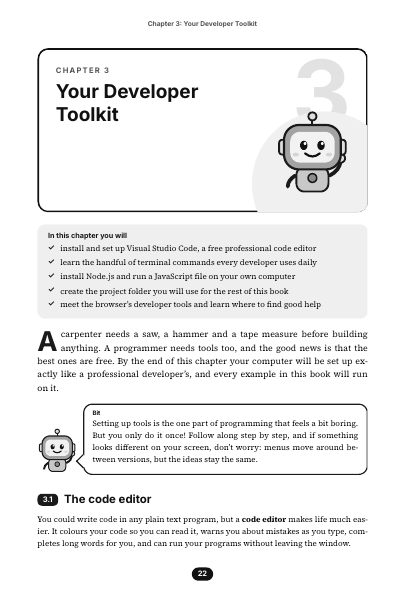 Chapter 3: Your Developer Toolkit
CHAPTER 3
3
Your Developer
Toolkit
In this chapter you will
✓ install and set up Visual Studio Code, a free professional code editor
✓ learn the handful of terminal commands every developer uses daily
✓ install Node.js and run a JavaScript file on your own computer
✓ create the project folder you will use for the rest of this book
✓ meet the browser's developer tools and learn where to find good help
A carpenter needs a saw, a hammer and a tape measure before building
anything. A programmer needs tools too, and the good news is that the
best ones are free. By the end of this chapter your computer will be set up ex-
actly like a professional developer's, and every example in this book will run
on it.
Bit
Setting up tools is the one part of programming that feels a bit boring.
But you only do it once! Follow along step by step, and if something
looks different on your screen, don't worry: menus move around be-
tween versions, but the ideas stay the same.
3.1 The code editor
You could write code in any plain text program, but a code editor makes life much eas-
ier. It colours your code so you can read it, warns you about mistakes as you type, com-
pletes long words for you, and can run your programs without leaving the window.
22